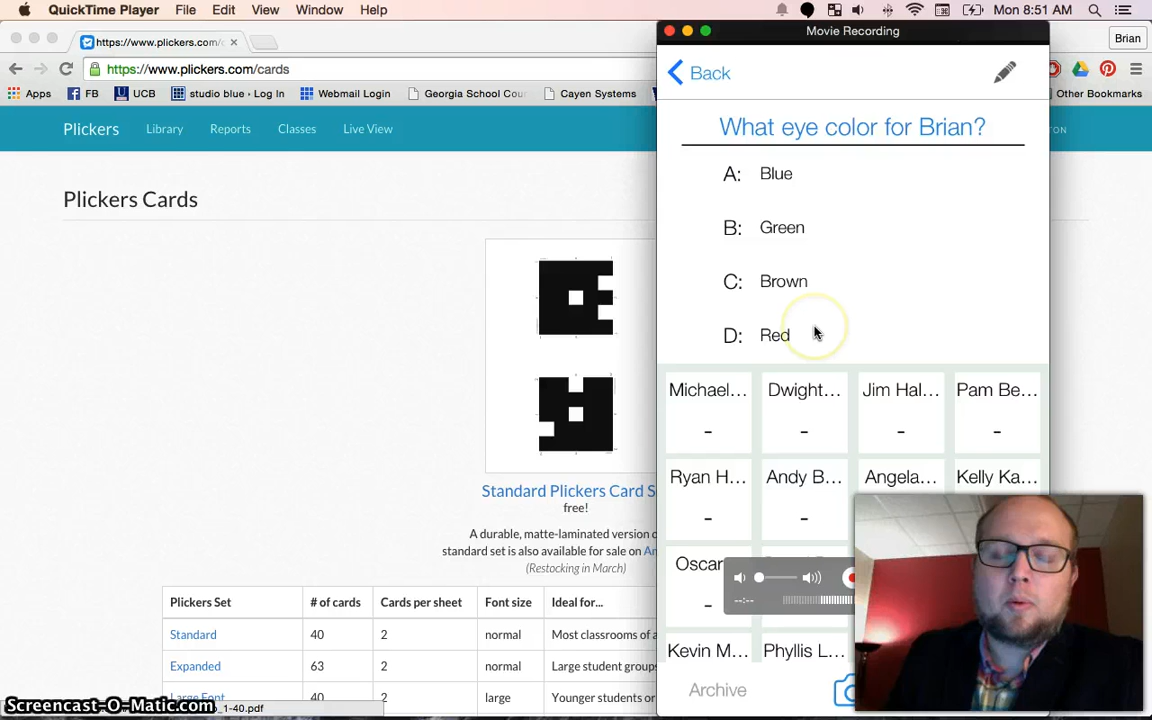 QuickTime Player File Edit View Window Help Mon 8:51 AM
https://www.plickers.com/c
Brian
Movie Recording
https://www.plickers.com/cards
Apps FB UCB studio blue › Log In Webmail Login Georgia School Cou Cayen Systems Other Bookmarks
Back
Plickers Library Reports Classes Live View
TON
What eye color for Brian?
A: Blue
B: Green
C: Brown
D: Red
Plickers Cards
Standard Plickers Card S
free!
A durable, matte-laminated version o
standard set is also available for sale on Am
(Restocking in March)
Plickers Set # of cards Cards per sheet Font size Ideal for...
Standard 40 2 normal Most classrooms of a
Expanded 63 2 normal Large student groups
Large Font 40 2 large Younger students or
Michael... Dwight... Jim Hal... Pam Be...
- - - -
Ryan H... Andy B... Angela... Kelly Ka...
- -
Oscar
-
--:--
Kevin M... Phyllis L...
Archive
Screencast-O-Matic.com
_1-40.pdf